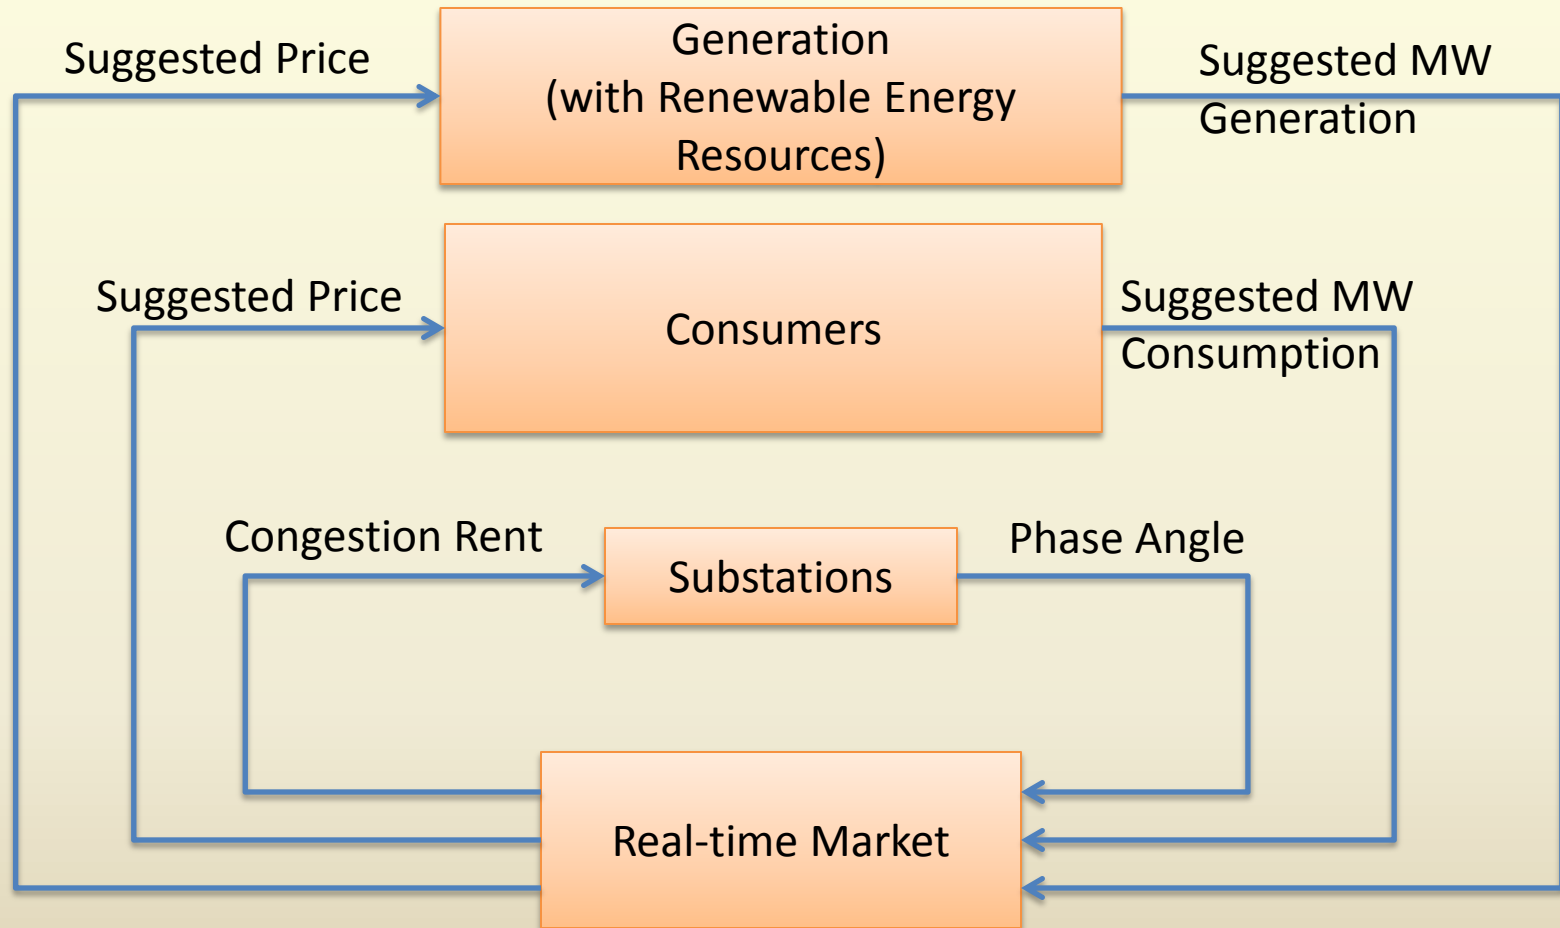 Suggested Price
Generation
(with Renewable Energy
Resources)
Suggested MW
Generation
Suggested Price
Consumers
Suggested MW
Consumption
Congestion Rent
Substations
Phase Angle
Real-time Market